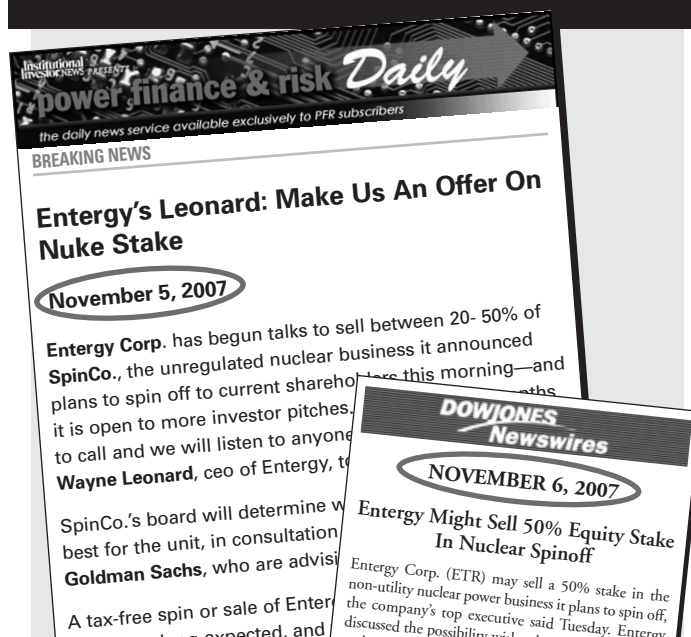 Institutional
Investor NEWS PRESENTS
power finance & risk Daily
the daily news service available exclusively to PFR subscribers
BREAKING NEWS
Entergy's Leonard: Make Us An Offer On
Nuke Stake
November 5, 2007
Entergy Corp. has begun talks to sell between 20- 50% of
SpinCo., the unregulated nuclear business it announced
plans to spin off to current shareholders this morning—and
it is open to more investor pitches.
to call and we will listen to anyone
Wayne Leonard, ceo of Entergy,
SpinCo.'s board will determine
best for the unit, in consultation
Goldman Sachs, who are
A tax-free spin or sale of
expected, and
DOWJONES
Newswires
NOVEMBER 6, 2007
Entergy Might Sell 50% Equity Stake
In Nuclear Spinoff
Entergy Corp. (ETR) may sell a 50% stake in the
non-utility nuclear power business it plans to spin off,
the company's top executive said Tuesday. Entergy
discussed the possibility